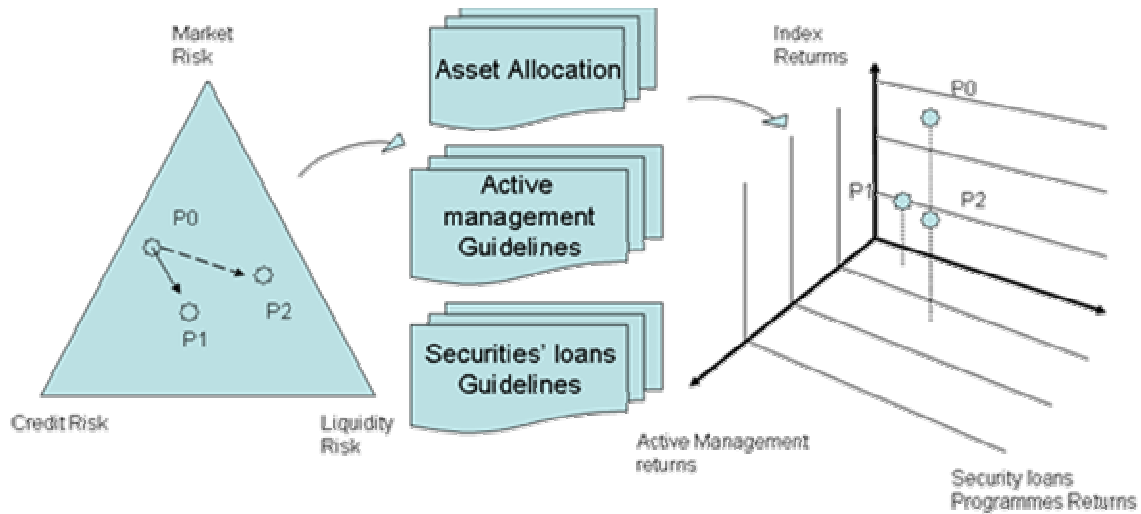 Market
Risk
P0
P1
P2
Credit Risk
Liquidity
Risk
Asset Allocation
Active
management
Guidelines
Securities' loans
Guidelines
Index
Returns
P0
P1
P2
Active Management
returns
Security loans
Programmes Returns